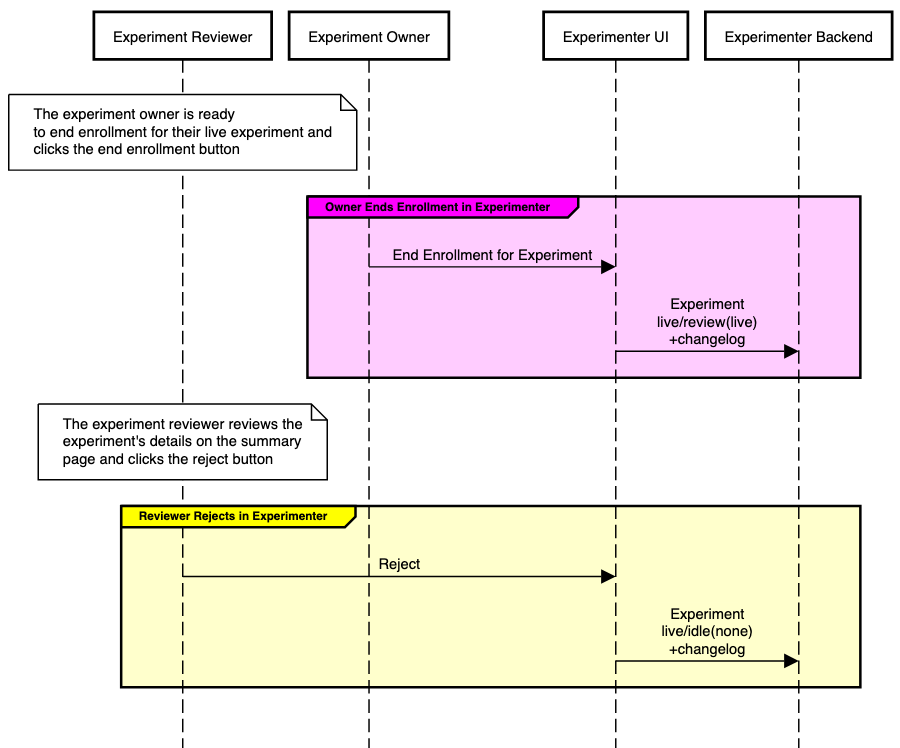 Experiment Reviewer
Experiment Owner
Experimenter UI
Experimenter Backend
The experiment owner is ready
to end enrollment for their live experiment and
clicks the end enrollment button
Owner Ends Enrollment in Experimenter
End Enrollment for Experiment
Experiment
live/review(live)
+changelog
The experiment reviewer reviews the
experiment's details on the summary
page and clicks the reject button
Reviewer Rejects in Experimenter
Reject
Experiment
live/idle(none)
+changelog